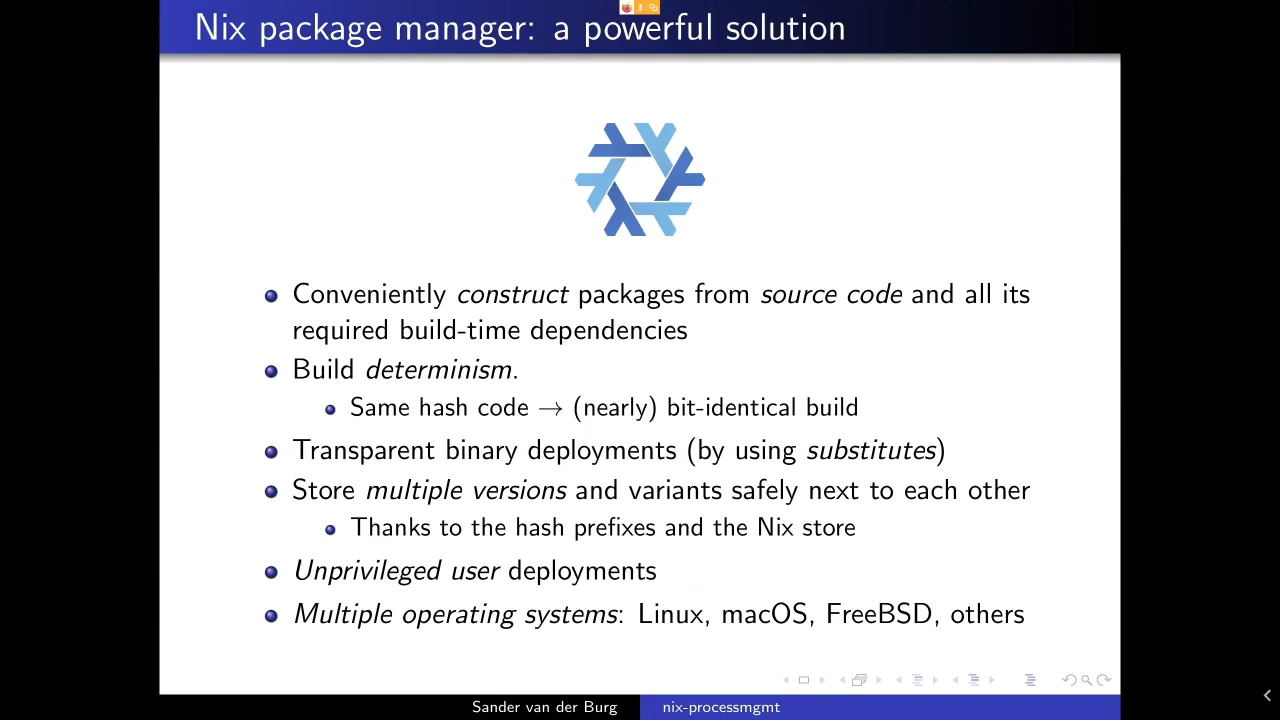 Nix package manager: a powerful solution
Conveniently construct packages from source code and all its
required build-time dependencies
Build determinism.
Same hash code → (nearly) bit-identical build
Transparent binary deployments (by using substitutes)
Store multiple versions and variants safely next to each other
Thanks to the hash prefixes and the Nix store
Unprivileged user deployments
Multiple operating systems: Linux, macOS, FreeBSD, others
Sander van der Burg
nix-processmgmt